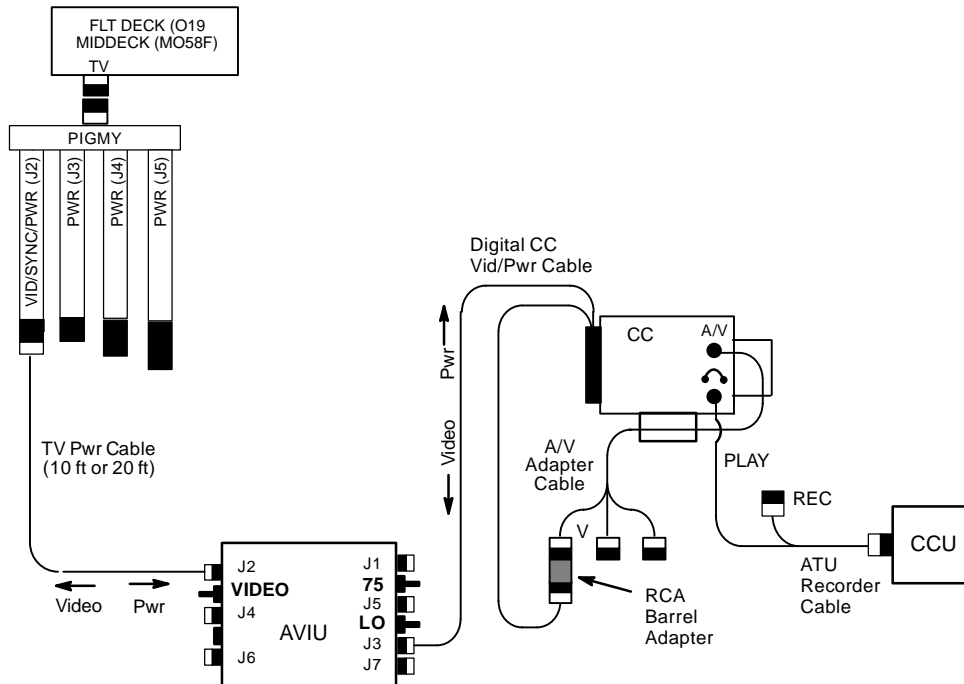 FLT DECK (O19
MIDDECK (MO58F)
TV
PIGMY
VID/SYNC/PWR (J2)
PWR (J3)
PWR (J4)
PWR (J5)
TV Pwr Cable
(10 ft or 20 ft)
Video
Pwr
J2
VIDEO
J4
J6
AVIU
J1
75
J5
LO
J3
J7
Digital CC
Vid/Pwr Cable
Pwr
Video
CC
A/V
A/V
Adapter
Cable
V
RCA
Barrel
Adapter
PLAY
REC
ATU
Recorder
Cable
CCU